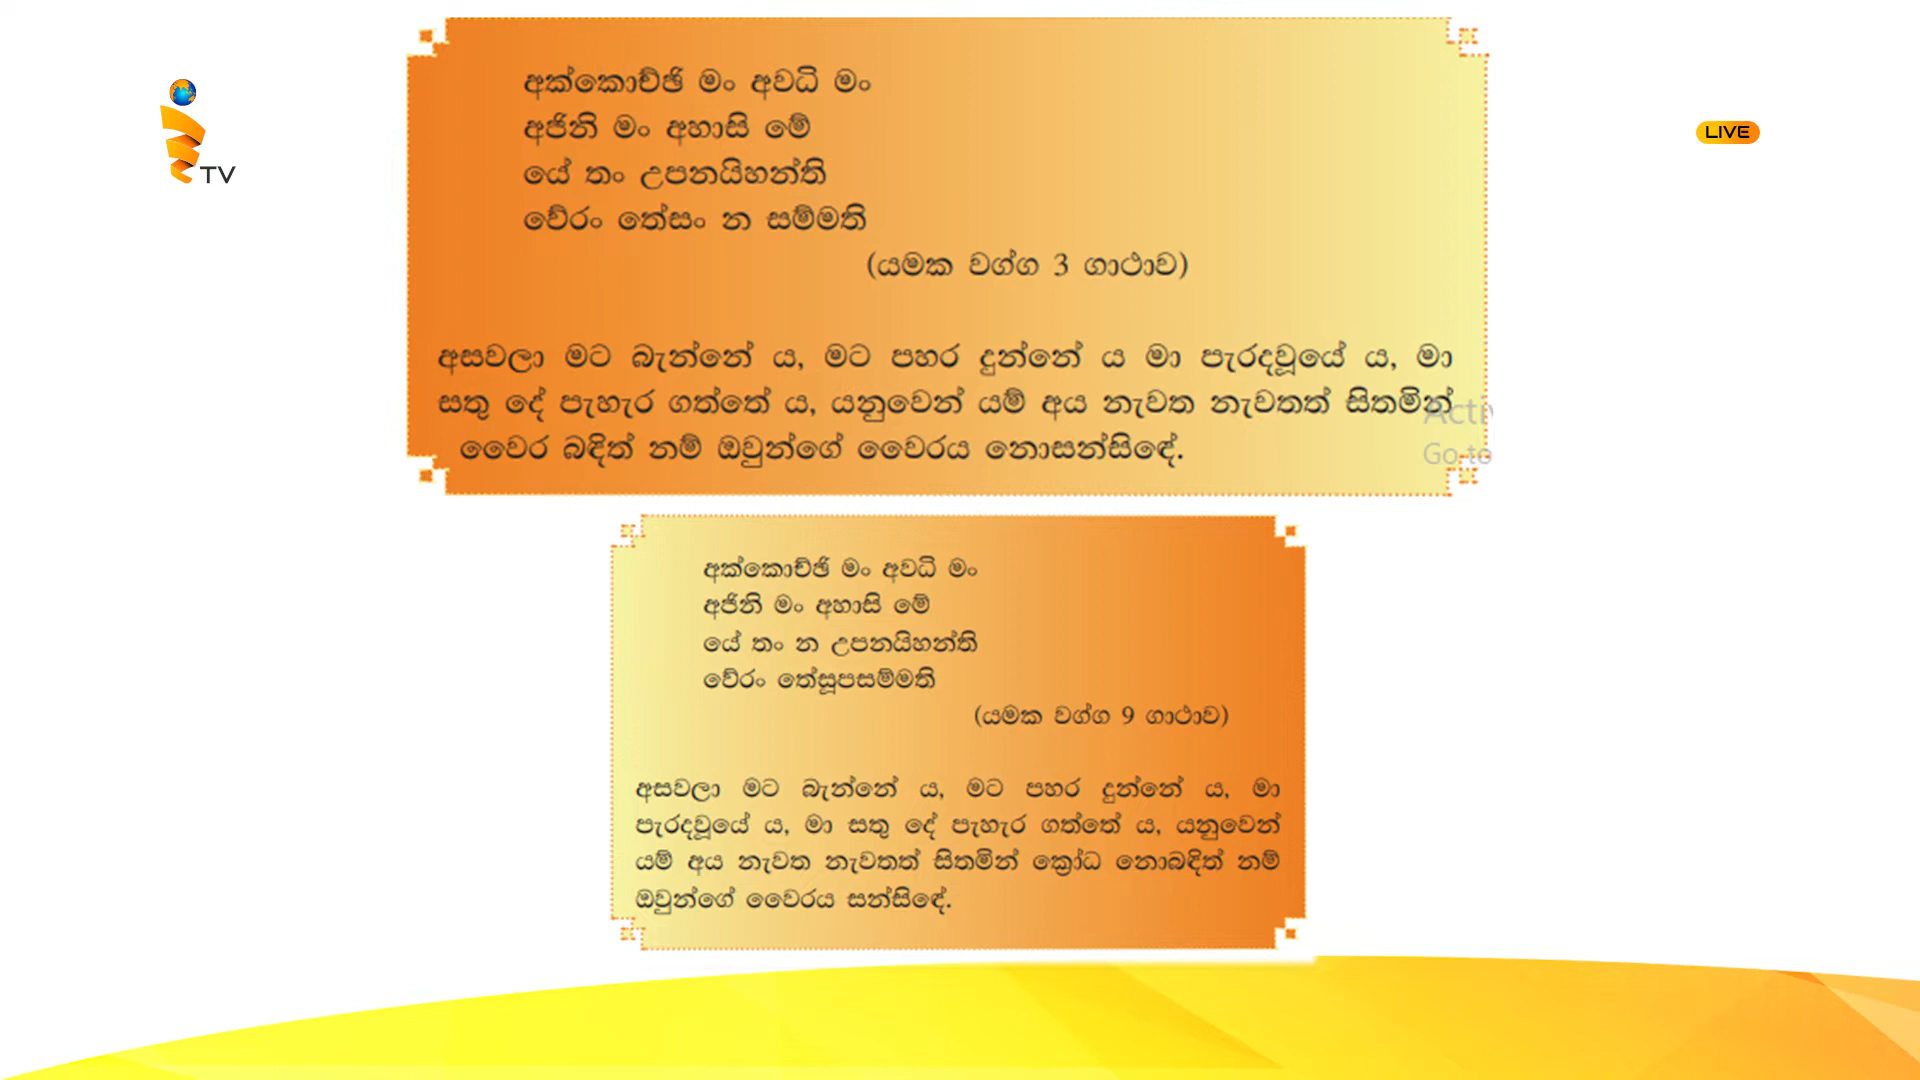 අක්කොච්ඡි මං අවධි මං
අජිනි මං අහාසි මේ
යේ තං උපනයිහන්ති
වේරං තේසං න සම්මති
(යමක වග්ග 3 ගාථාව)
අසවලා මට බැන්නේ ය, මට පහර දුන්නේ ය මා පැරදවූයේ ය, මා
සතු දේ පැහැර ගත්තේ ය, යනුවෙන් යම් අය නැවත නැවතත් සිතමින්
වෛර බඳිත් නම් ඔවුන්ගේ වෛරය නොසන්සිඳේ.
TV
LIVE
Acti
Go to
අක්කොච්ඡි මං අවධි මං
අජිනි මං අහාසි මේ
යේ තං න උපනයිහන්ති
වේරං තේසූපසම්මති
(යමක වග්ග 9 ගාථාව)
අසවලා මට බැන්නේ ය, මට පහර දුන්නේ ය, මා
පැරදවූයේ ය, මා සතු දේ පැහැර ගත්තේ ය, යනුවෙන්
යම් අය නැවත නැවතත් සිතමින් ක්‍රෝධ නොබඳිත් නම්
ඔවුන්ගේ වෛරය සන්සිඳේ.